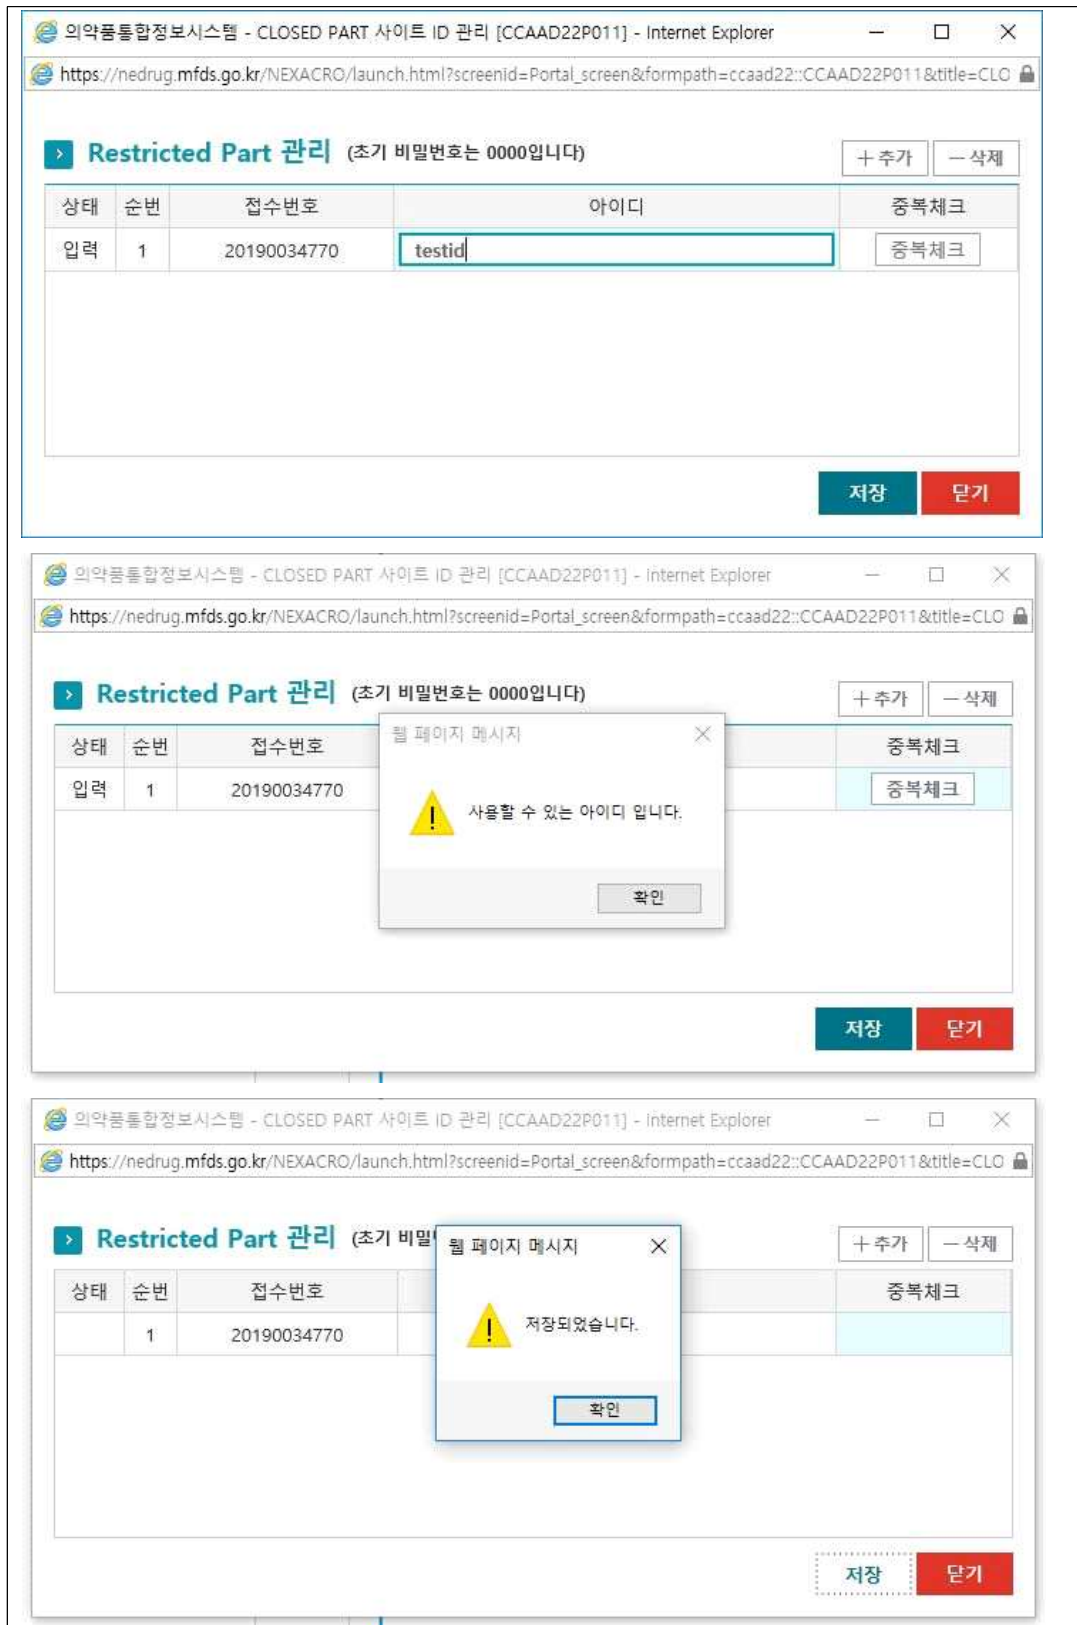 의약품통합정보시스템 - CLOSED PART 사이트 ID 관리 [CCAAD22P011] - Internet Explorer
https://nedrug.mfds.go.kr/NEXACRO/launch.html?screenid=Portal_screen&formpath=ccaad22::CCAAD22P011&title=CLO
Restricted Part 관리 (초기 비밀번호는 0000입니다)
+ 추가 − 삭제
상태 순번 접수번호 아이디 중복체크
입력 1 20190034770 testid 중복체크
저장 닫기
의약품통합정보시스템 - CLOSED PART 사이트 ID 관리 [CCAAD22P011] - Internet Explorer
https://nedrug.mfds.go.kr/NEXACRO/launch.html?screenid=Portal_screen&formpath=ccaad22::CCAAD22P011&title=CLO
Restricted Part 관리 (초기 비밀번호는 0000입니다)
+ 추가 − 삭제
웹 페이지 메시지
상태 순번 접수번호 중복체크
입력 1 20190034770 중복체크
사용할 수 있는 아이디 입니다.
확인
저장 닫기
의약품통합정보시스템 - CLOSED PART 사이트 ID 관리 [CCAAD22P011] - Internet Explorer
https://nedrug.mfds.go.kr/NEXACRO/launch.html?screenid=Portal_screen&formpath=ccaad22::CCAAD22P011&title=CLO
Restricted Part 관리 (초기 비밀
+ 추가 − 삭제
웹 페이지 메시지
상태 순번 접수번호 중복체크
1 20190034770
저장되었습니다.
확인
저장 닫기